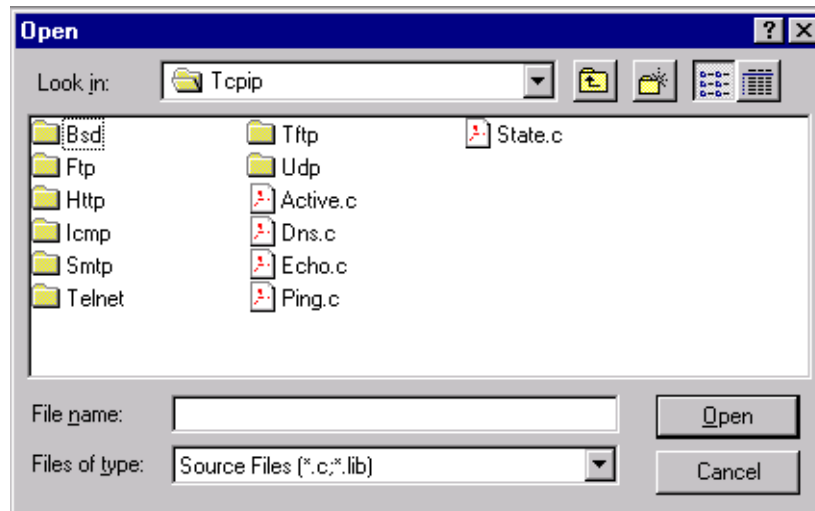 Open
Look in: Tcpip
Bsd Tftp State.c
Ftp Udp
Http Active.c
Icmp Dns.c
Smtp Echo.c
Telnet Ping.c
File name: Open
Files of type: Source Files (*.c;*.lib) Cancel